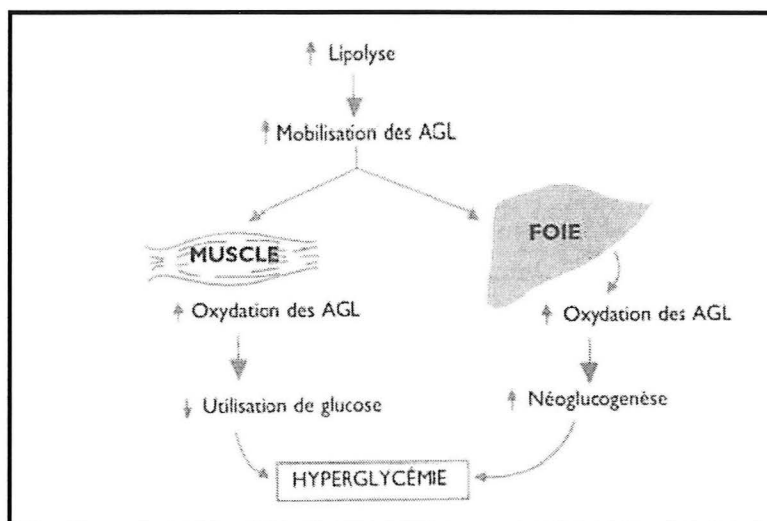 Lipolyse
Mobilisation des AGL
MUSCLE
FOIE
Oxydation des AGL
Oxydation des AGL
Utilisation de glucose
Néoglucogenèse
HYPERGLYCÉMIE